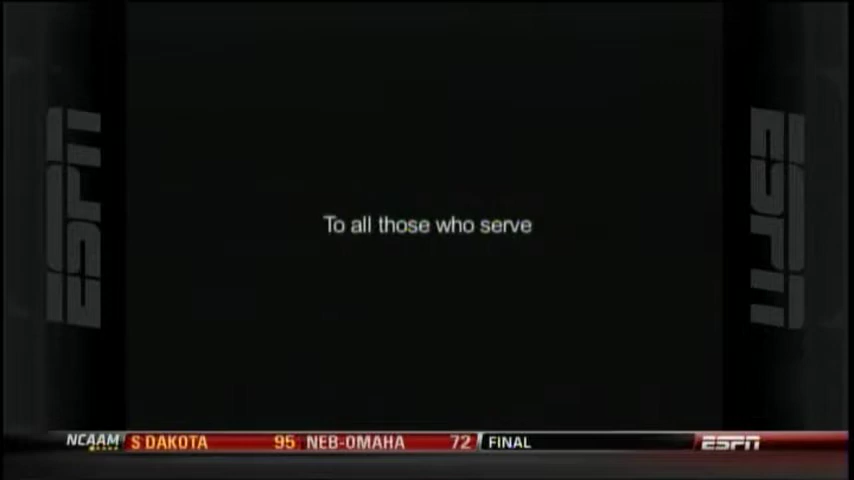 ESPN
ESPN
To all those who serve
NCAAM S DAKOTA 95 NEB-OMAHA 72 FINAL ESPN